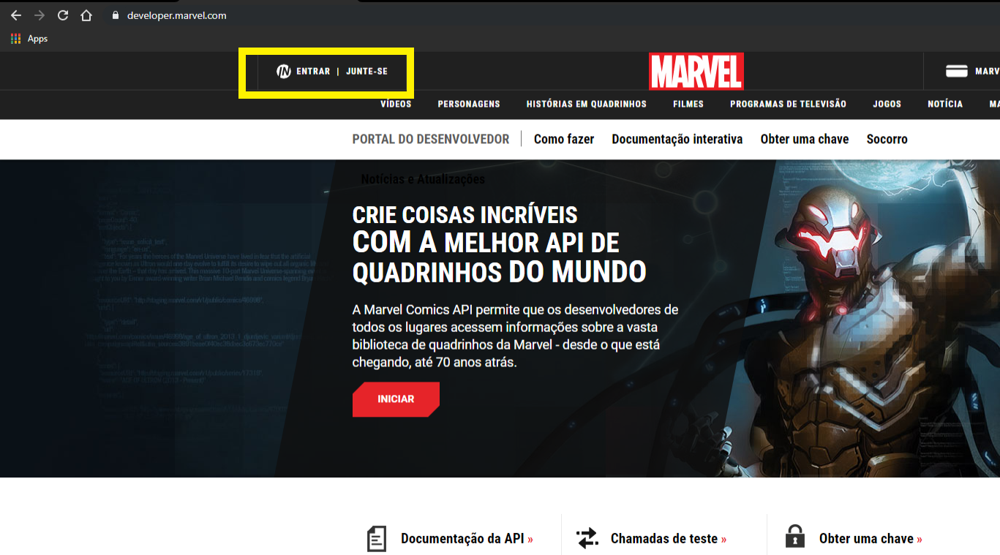 developer.marvel.com
Apps
IN ENTRAR | JUNTE-SE
MARVEL
MARV
VÍDEOS PERSONAGENS HISTÓRIAS EM QUADRINHOS FILMES PROGRAMAS DE TELEVISÃO JOGOS NOTÍCIA MA
PORTAL DO DESENVOLVEDOR Como fazer Documentação interativa Obter uma chave Socorro
Notícias e Atualizações
CRIE COISAS INCRÍVEIS
COM A MELHOR API DE
QUADRINHOS DO MUNDO
A Marvel Comics API permite que os desenvolvedores de
todos os lugares acessem informações sobre a vasta
biblioteca de quadrinhos da Marvel - desde o que está
chegando, até 70 anos atrás.
INICIAR
Documentação da API » Chamadas de teste » Obter uma chave »